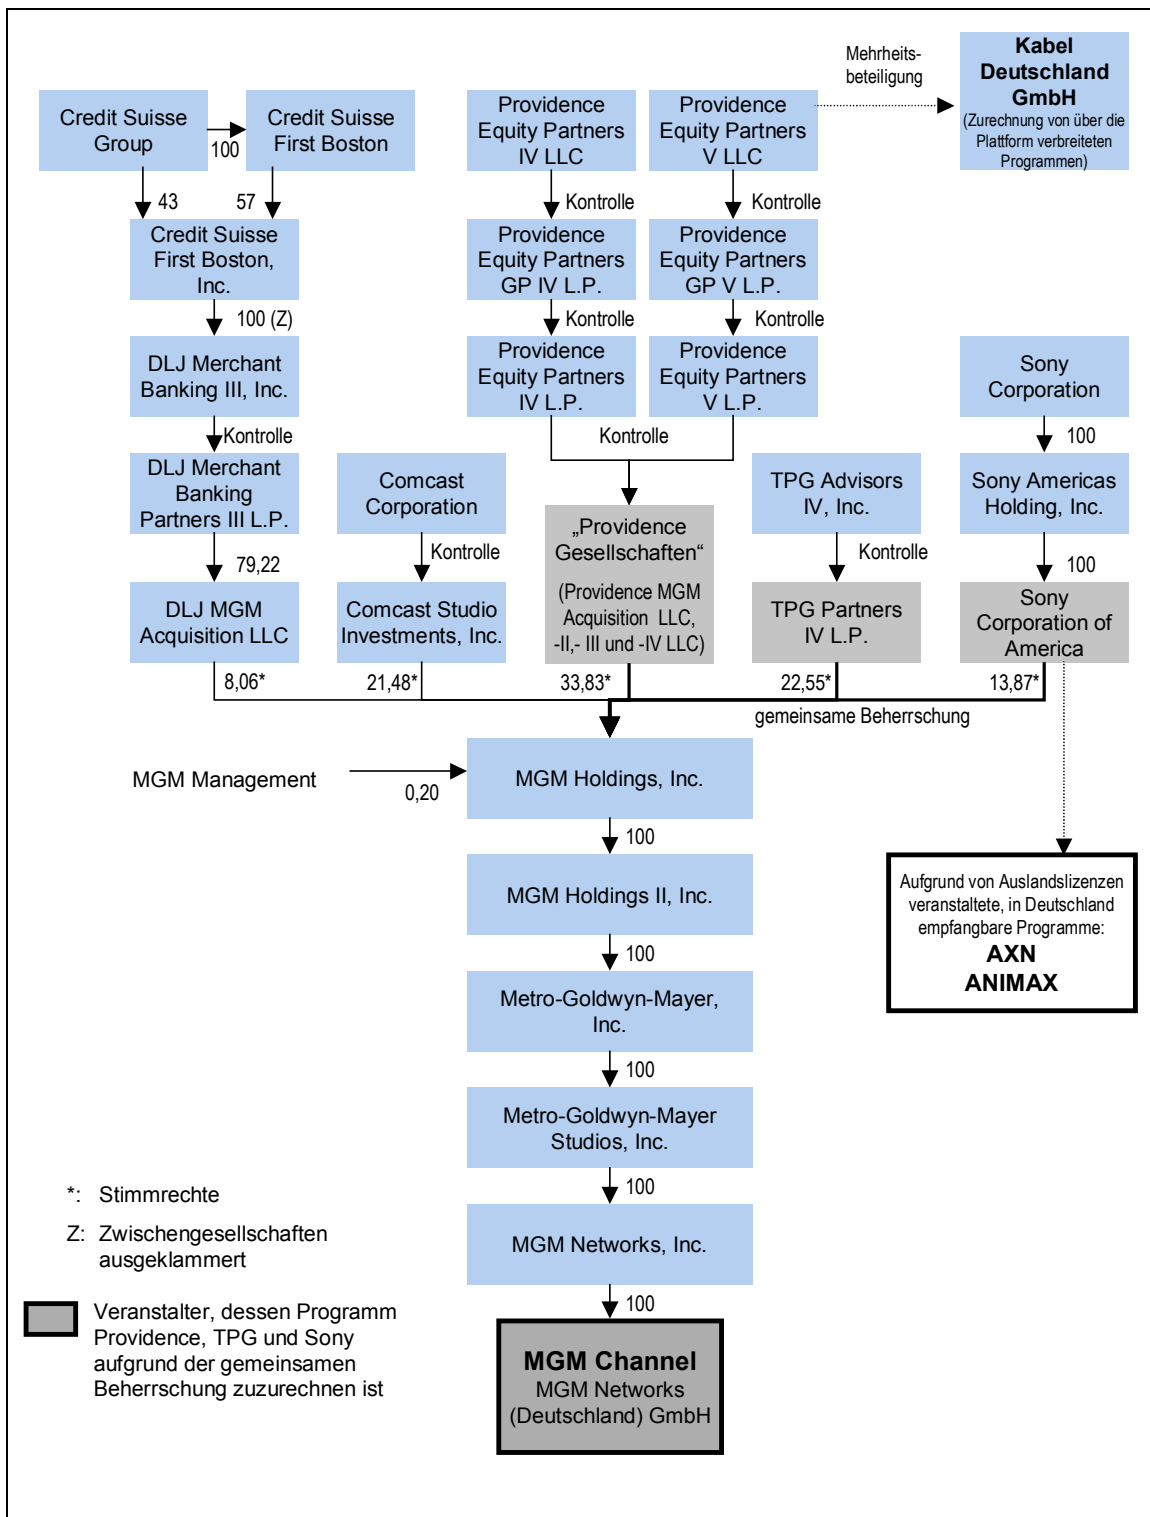 Mehrheits-
beteiligung
Kabel
Deutschland
GmbH
(Zurechnung von über die
Plattform verbreiteten
Programmen)
Credit Suisse
Group
100
Credit Suisse
First Boston
Providence
Equity Partners
IV LLC
Providence
Equity Partners
V LLC
43
57
Kontrolle
Kontrolle
Credit Suisse
First Boston,
Inc.
Providence
Equity Partners
GP IV L.P.
Providence
Equity Partners
GP V L.P.
100 (Z)
Kontrolle
Kontrolle
DLJ Merchant
Banking III, Inc.
Providence
Equity Partners
IV L.P.
Providence
Equity Partners
V L.P.
Sony
Corporation
Kontrolle
Kontrolle
100
DLJ Merchant
Banking
Partners III L.P.
Comcast
Corporation
TPG Advisors
IV, Inc.
Sony Americas
Holding, Inc.
79,22
Kontrolle
„Providence
Gesellschaften“
(Providence MGM
Acquisition LLC,
-II,- III und -IV LLC)
Kontrolle
100
DLJ MGM
Acquisition LLC
Comcast Studio
Investments, Inc.
TPG Partners
IV L.P.
Sony
Corporation of
America
8,06*
21,48*
33,83*
22,55*
13,87*
gemeinsame Beherrschung
MGM Management
0,20
MGM Holdings, Inc.
100
MGM Holdings II, Inc.
Aufgrund von Auslandslizenzen
veranstaltete, in Deutschland
empfangbare Programme:
AXN
ANIMAX
100
Metro-Goldwyn-Mayer,
Inc.
100
Metro-Goldwyn-Mayer
Studios, Inc.
100
MGM Networks, Inc.
100
MGM Channel
MGM Networks
(Deutschland) GmbH
*: Stimmrechte
Z: Zwischengesellschaften
ausgeklammert
Veranstalter, dessen Programm
Providence, TPG und Sony
aufgrund der gemeinsamen
Beherrschung zuzurechnen ist